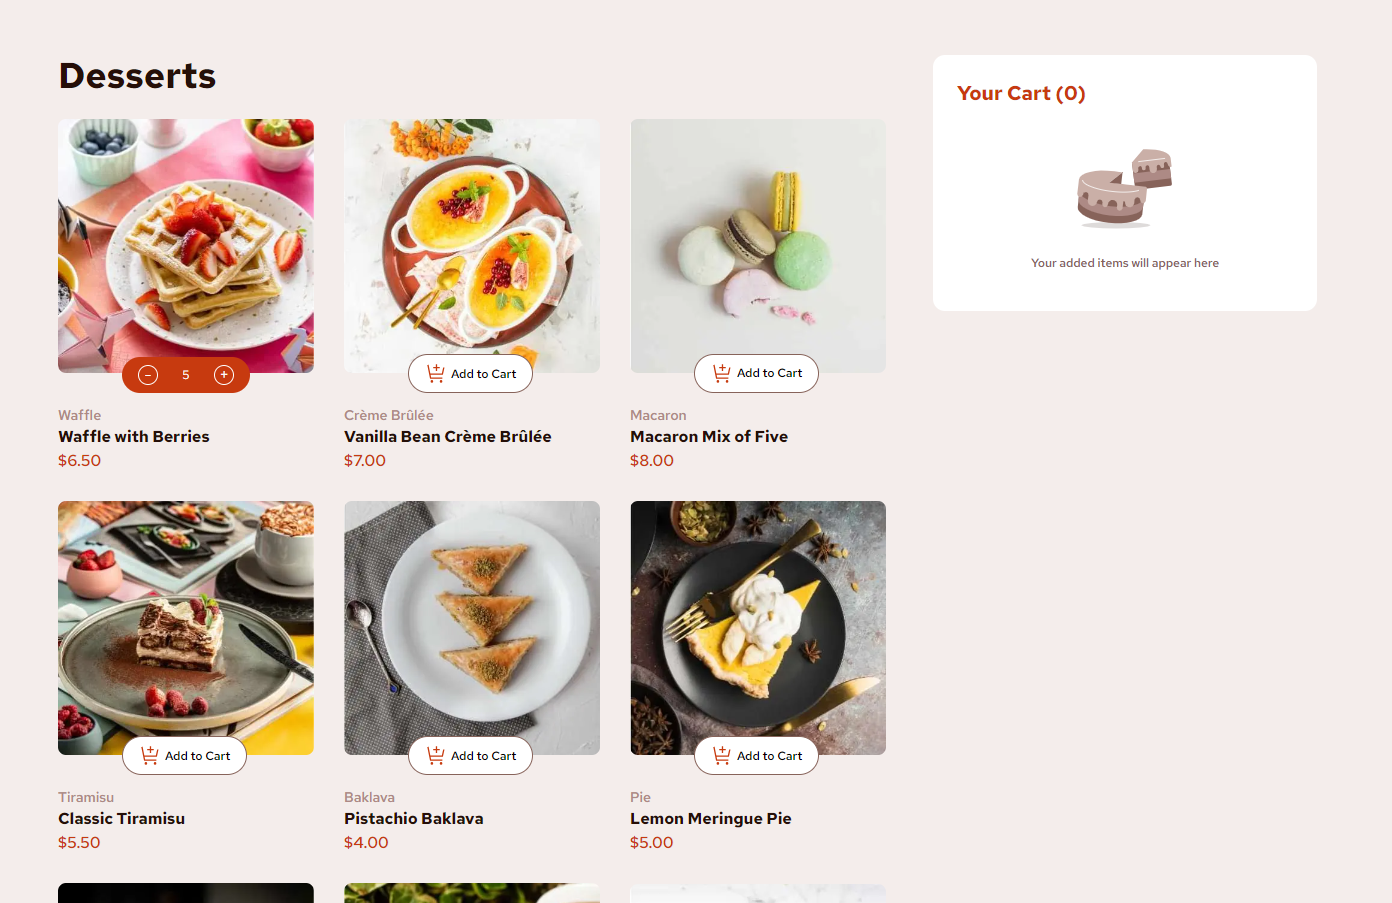 Desserts
Your Cart (0)
Your added items will appear here
5
Add to Cart
Add to Cart
Waffle
Crème Brûlée
Macaron
Waffle with Berries
Vanilla Bean Crème Brûlée
Macaron Mix of Five
$6.50
$7.00
$8.00
Add to Cart
Add to Cart
Add to Cart
Tiramisu
Baklava
Pie
Classic Tiramisu
Pistachio Baklava
Lemon Meringue Pie
$5.50
$4.00
$5.00